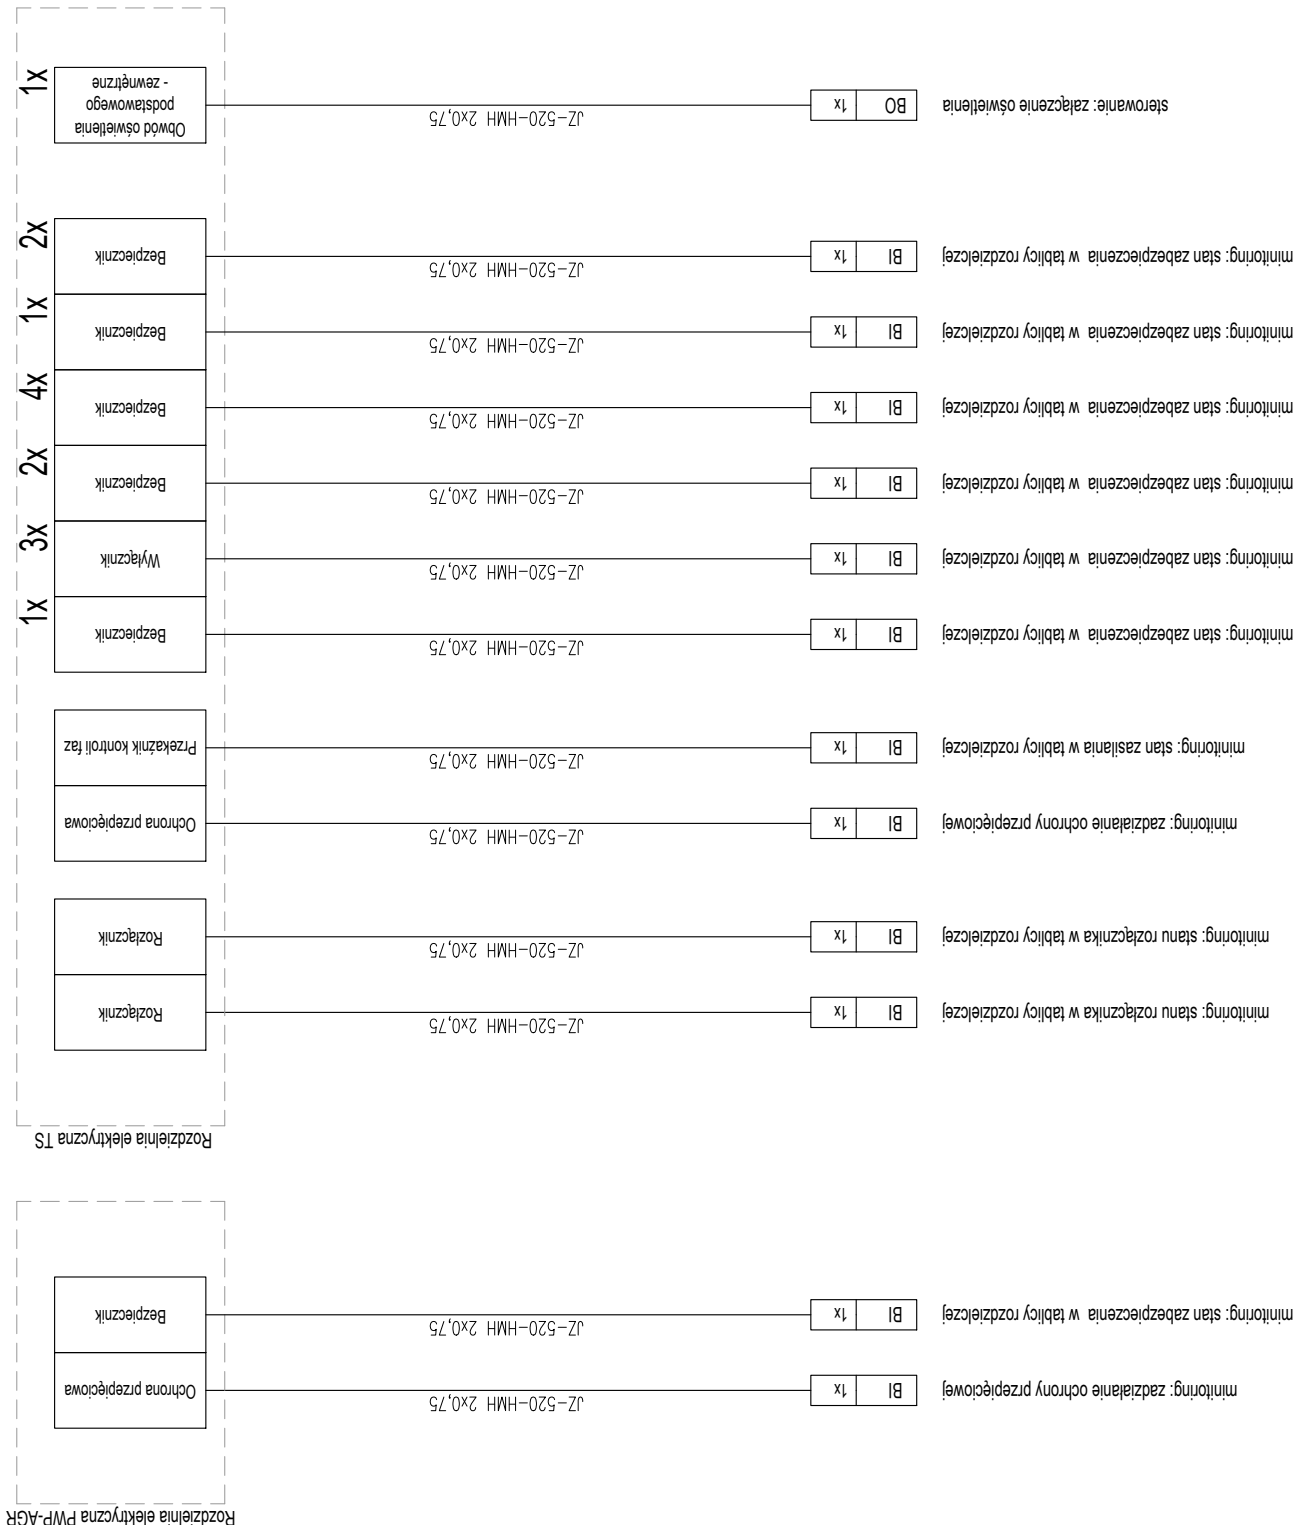 Rozdzielnia elektryczna PWP-AGR
minitoring: zadziałanie ochrony przepięciowej
BI 1x
JZ-520-HMH 2x0,75
Ochrona przepięciowa
minitoring: stan zabezpieczenia w tablicy rozdzielczej
BI 1x
JZ-520-HMH 2x0,75
Bezpiecznik
Rozdzielnia elektryczna TS
minitoring: stanu rozłącznika w tablicy rozdzielczej
BI 1x
JZ-520-HMH 2x0,75
Rozłącznik
minitoring: stanu rozłącznika w tablicy rozdzielczej
BI 1x
JZ-520-HMH 2x0,75
Rozłącznik
minitoring: zadziałanie ochrony przepięciowej
BI 1x
JZ-520-HMH 2x0,75
Ochrona przepięciowa
minitoring: stan zasilania w tablicy rozdzielczej
BI 1x
JZ-520-HMH 2x0,75
Przekaźnik kontroli faz
minitoring: stan zabezpieczenia w tablicy rozdzielczej
BI 1x
JZ-520-HMH 2x0,75
Bezpiecznik
1x
minitoring: stan zabezpieczenia w tablicy rozdzielczej
BI 1x
JZ-520-HMH 2x0,75
Wyłącznik
3x
minitoring: stan zabezpieczenia w tablicy rozdzielczej
BI 1x
JZ-520-HMH 2x0,75
Bezpiecznik
2x
minitoring: stan zabezpieczenia w tablicy rozdzielczej
BI 1x
JZ-520-HMH 2x0,75
Bezpiecznik
4x
minitoring: stan zabezpieczenia w tablicy rozdzielczej
BI 1x
JZ-520-HMH 2x0,75
Bezpiecznik
1x
minitoring: stan zabezpieczenia w tablicy rozdzielczej
BI 1x
JZ-520-HMH 2x0,75
Bezpiecznik
2x
sterowanie: załączenie oświetlenia
BO 1x
JZ-520-HMH 2x0,75
Obwód oświetlenia
podstawowego
- zewnętrzne
1x